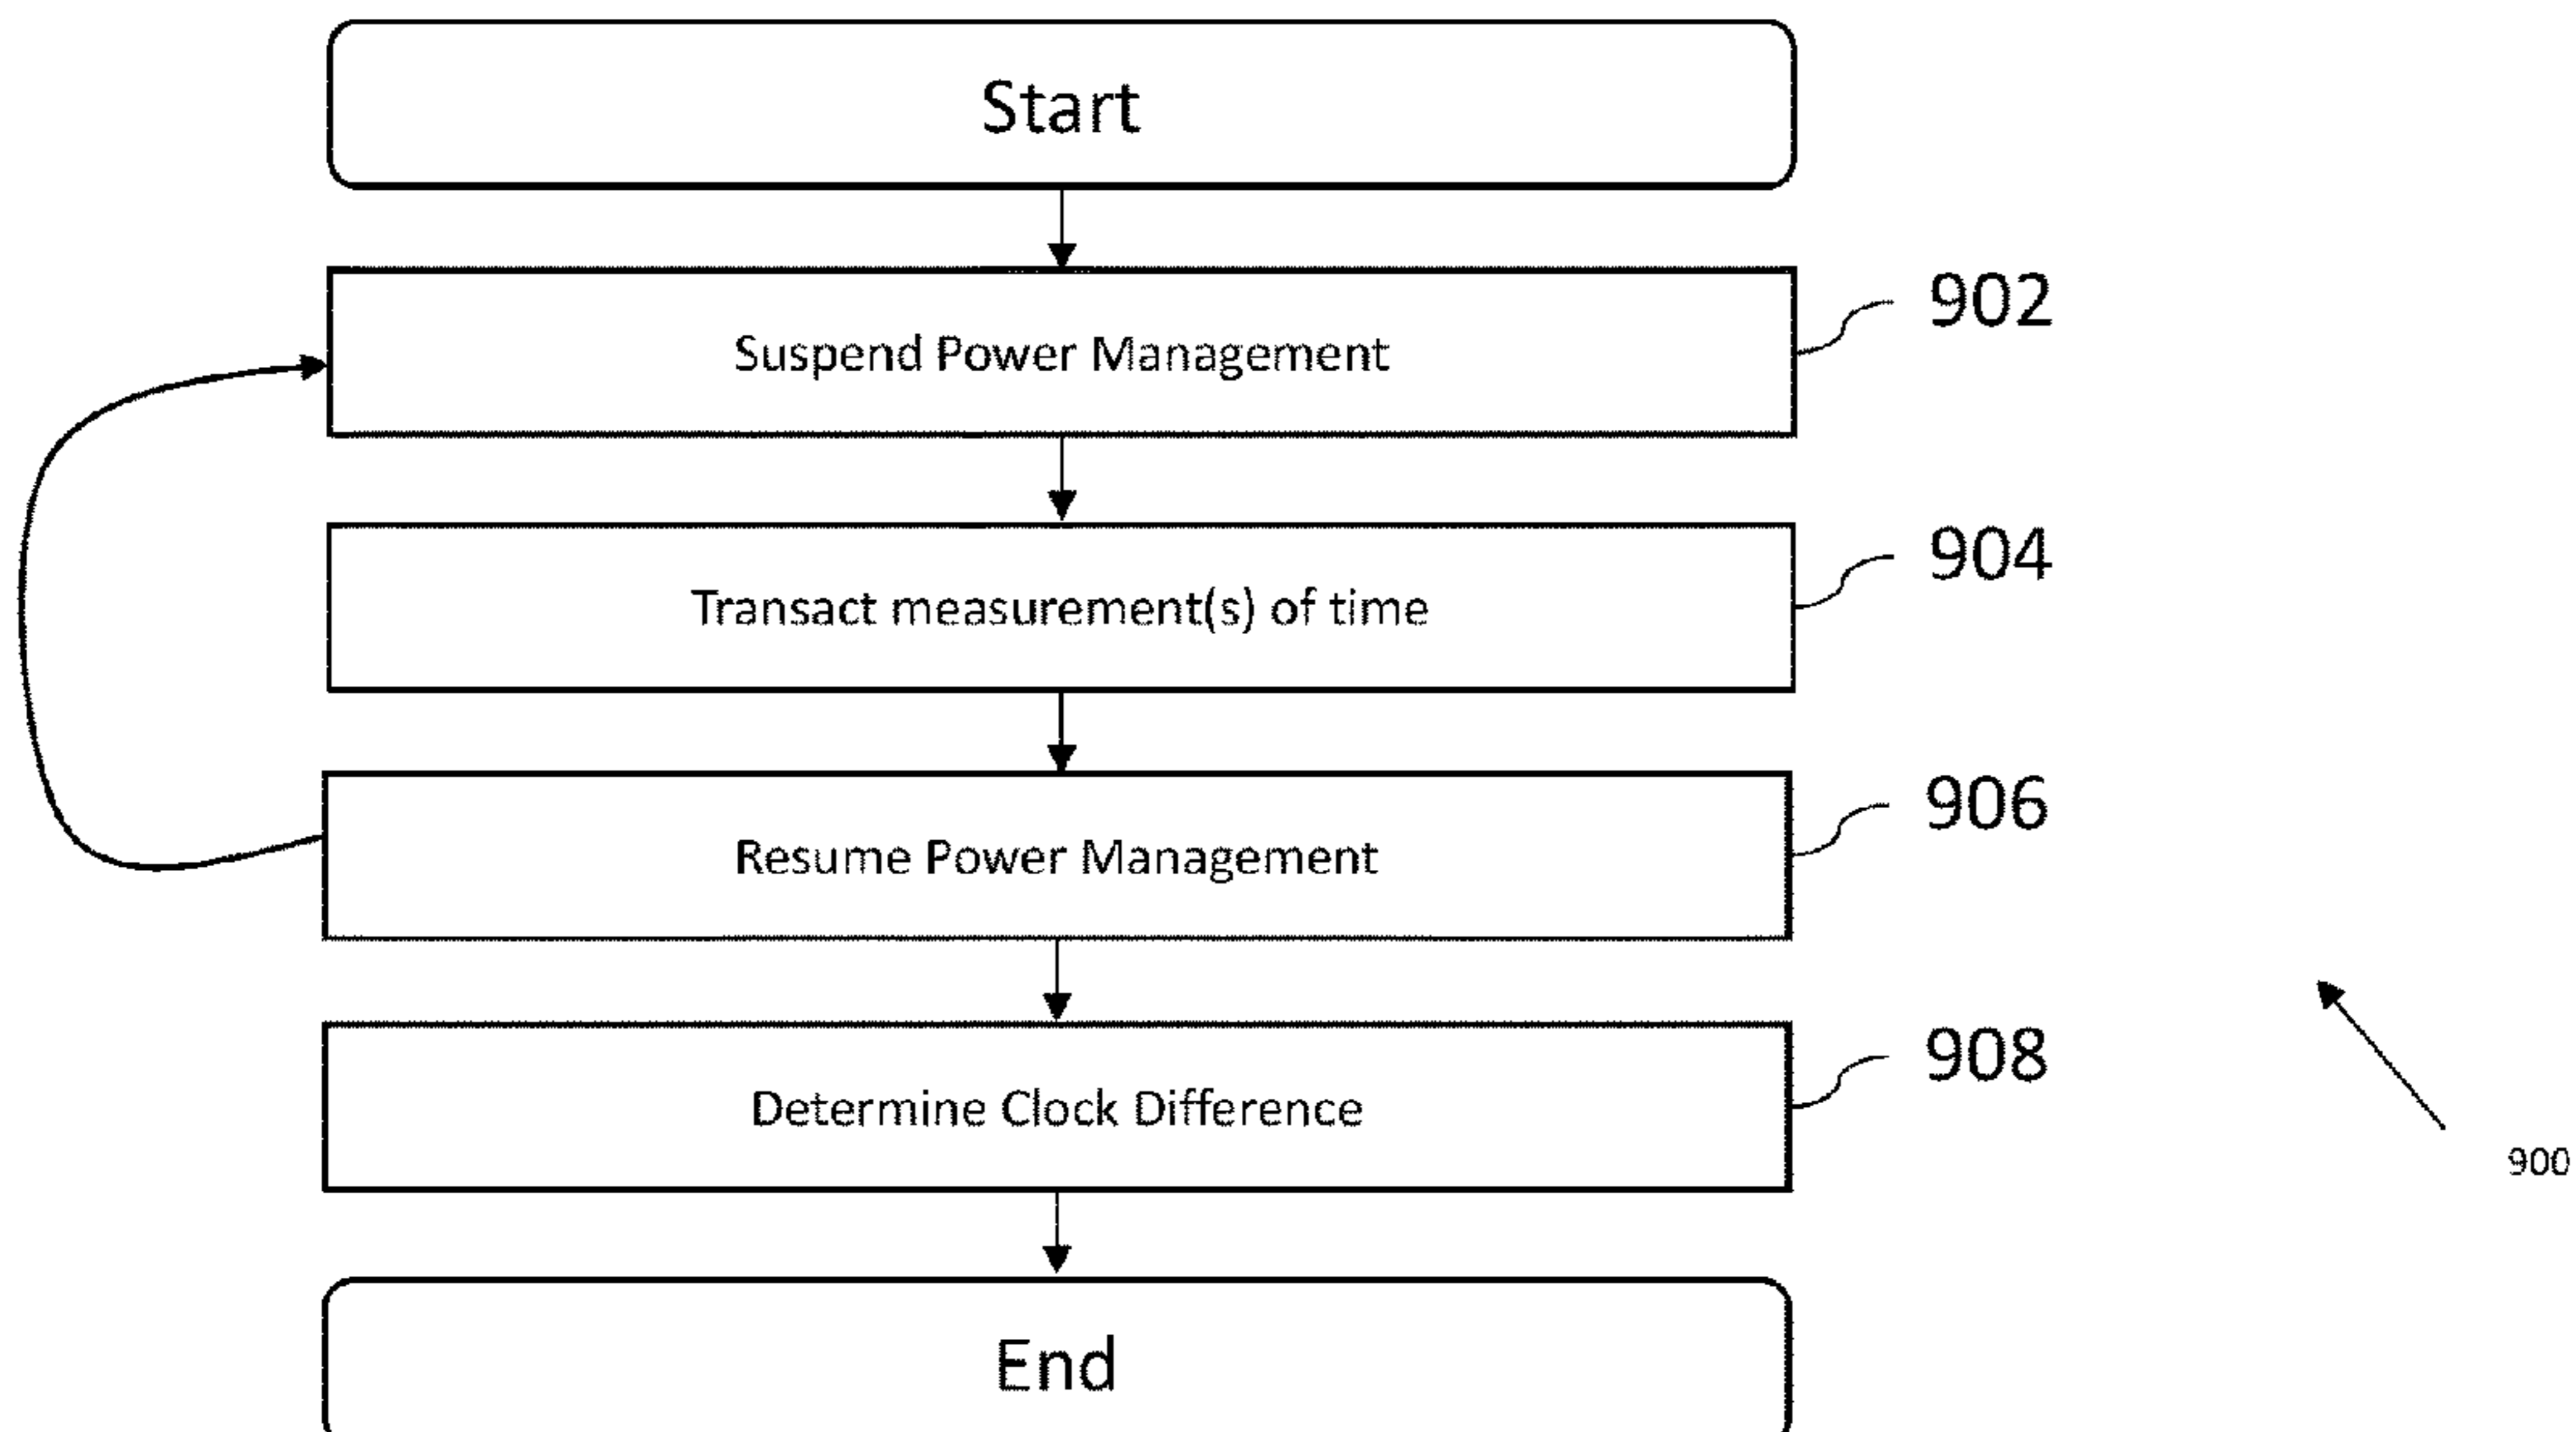 Start
Suspend Power Management
902
Transact measurement(s) of time
904
Resume Power Management
906
Determine Clock Difference
908
900
End